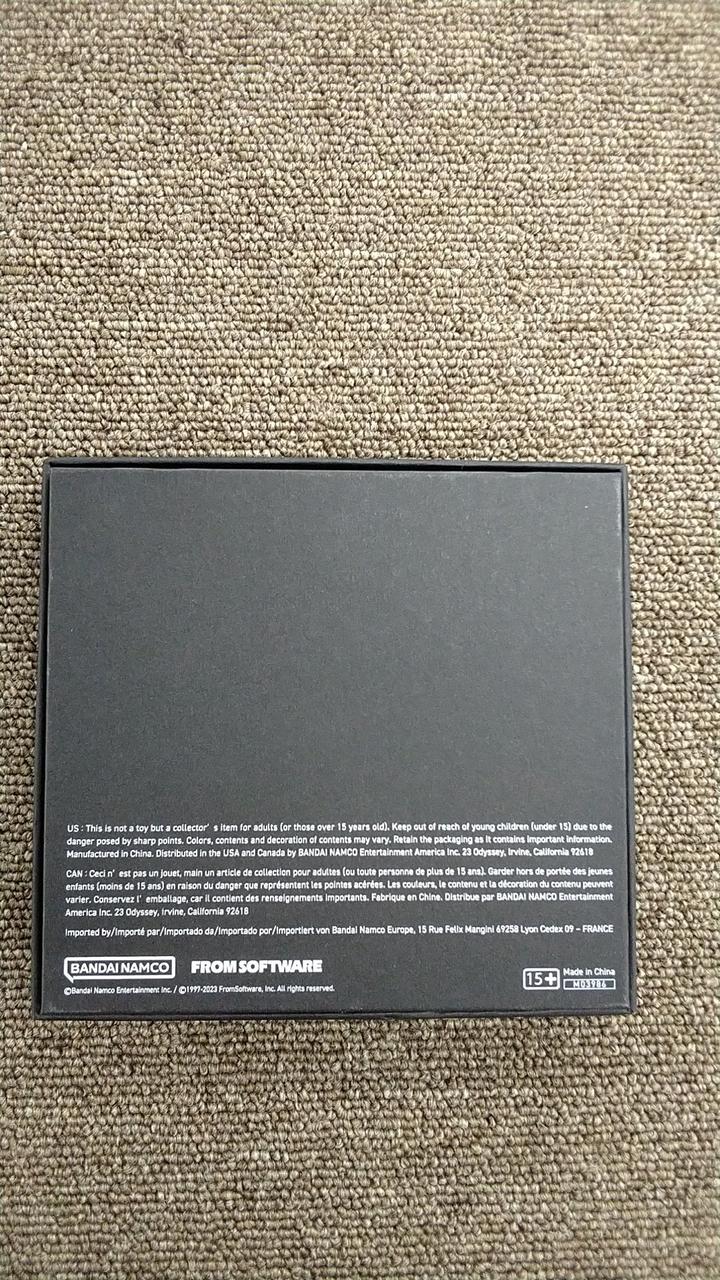 US : This is not a toy but a collector' s item for adults (or those over 15 years old). Keep out of reach of young children (under 15) due to the
danger posed by sharp points. Colors, contents and decoration of contents may vary. Retain the packaging as it contains important information.
Manufactured in China. Distributed in the USA and Canada by BANDAI NAMCO Entertainment America Inc. 23 Odyssey, Irvine, California 92618
CAN : Ceci n' est pas un jouet, main un article de collection pour adultes (ou toute personne de plus de 15 ans). Garder hors de portée des jeunes
enfants (moins de 15 ans) en raison du danger que représentent les pointes acérées. Les couleurs, le contenu et la décoration du contenu peuvent
varier. Conservez l' emballage, car il contient des renseignements importants. Fabrique en Chine. Distribue par BANDAI NAMCO Entertainment
America Inc. 23 Odyssey, Irvine, California 92618
Imported by/Importé par/Importado da/Importado por/Importiert von Bandai Namco Europe, 15 Rue Felix Mangini 69258 Lyon Cedex 09 – FRANCE
BANDAI NAMCO FROMSOFTWARE
©Bandai Namco Entertainment Inc. / ©1997-2023 FromSoftware, Inc. All rights reserved.
15+ Made in China
M03986